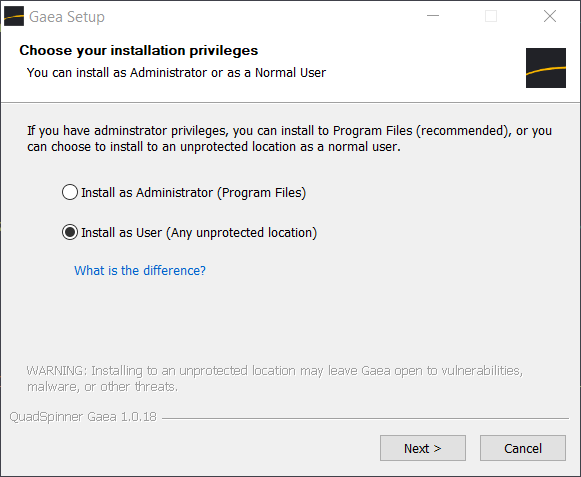 Gaea Setup
Choose your installation privileges
You can install as Administrator or as a Normal User
If you have adminstrator privileges, you can install to Program Files (recommended), or you
can choose to install to an unprotected location as a normal user.
Install as Administrator (Program Files)
Install as User (Any unprotected location)
What is the difference?
WARNING: Installing to an unprotected location may leave Gaea open to vulnerabilities,
malware, or other threats.
QuadSpinner Gaea 1.0.18
Next >
Cancel